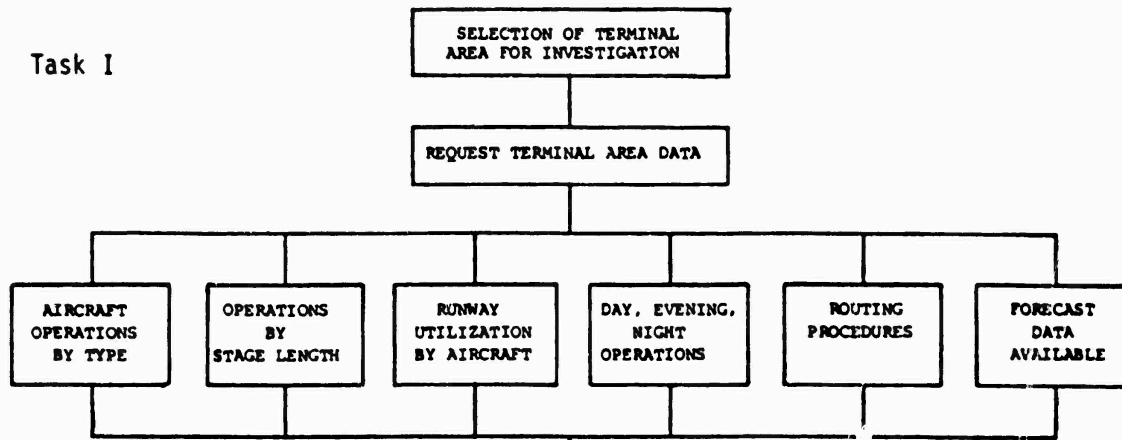 Task I
SELECTION OF TERMINAL
AREA FOR INVESTIGATION
REQUEST TERMINAL AREA DATA
AIRCRAFT
OPERATIONS
BY TYPE
OPERATIONS
BY
STAGE LENGTH
RUNWAY
UTILIZATION
BY AIRCRAFT
DAY, EVENING,
NIGHT
OPERATIONS
ROUTING
PROCEDURES
FORECAST
DATA
AVAILABLE